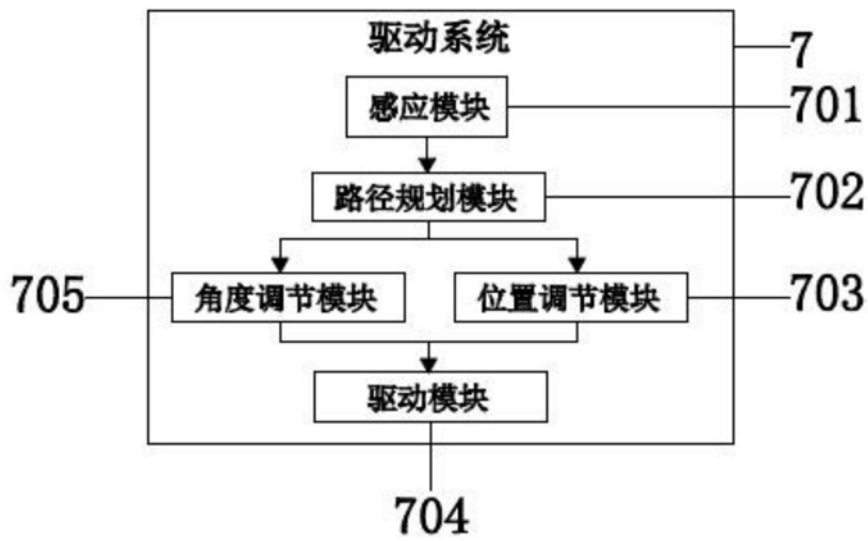 驱动系统
7
感应模块
701
路径规划模块
702
705
角度调节模块
位置调节模块
703
驱动模块
704